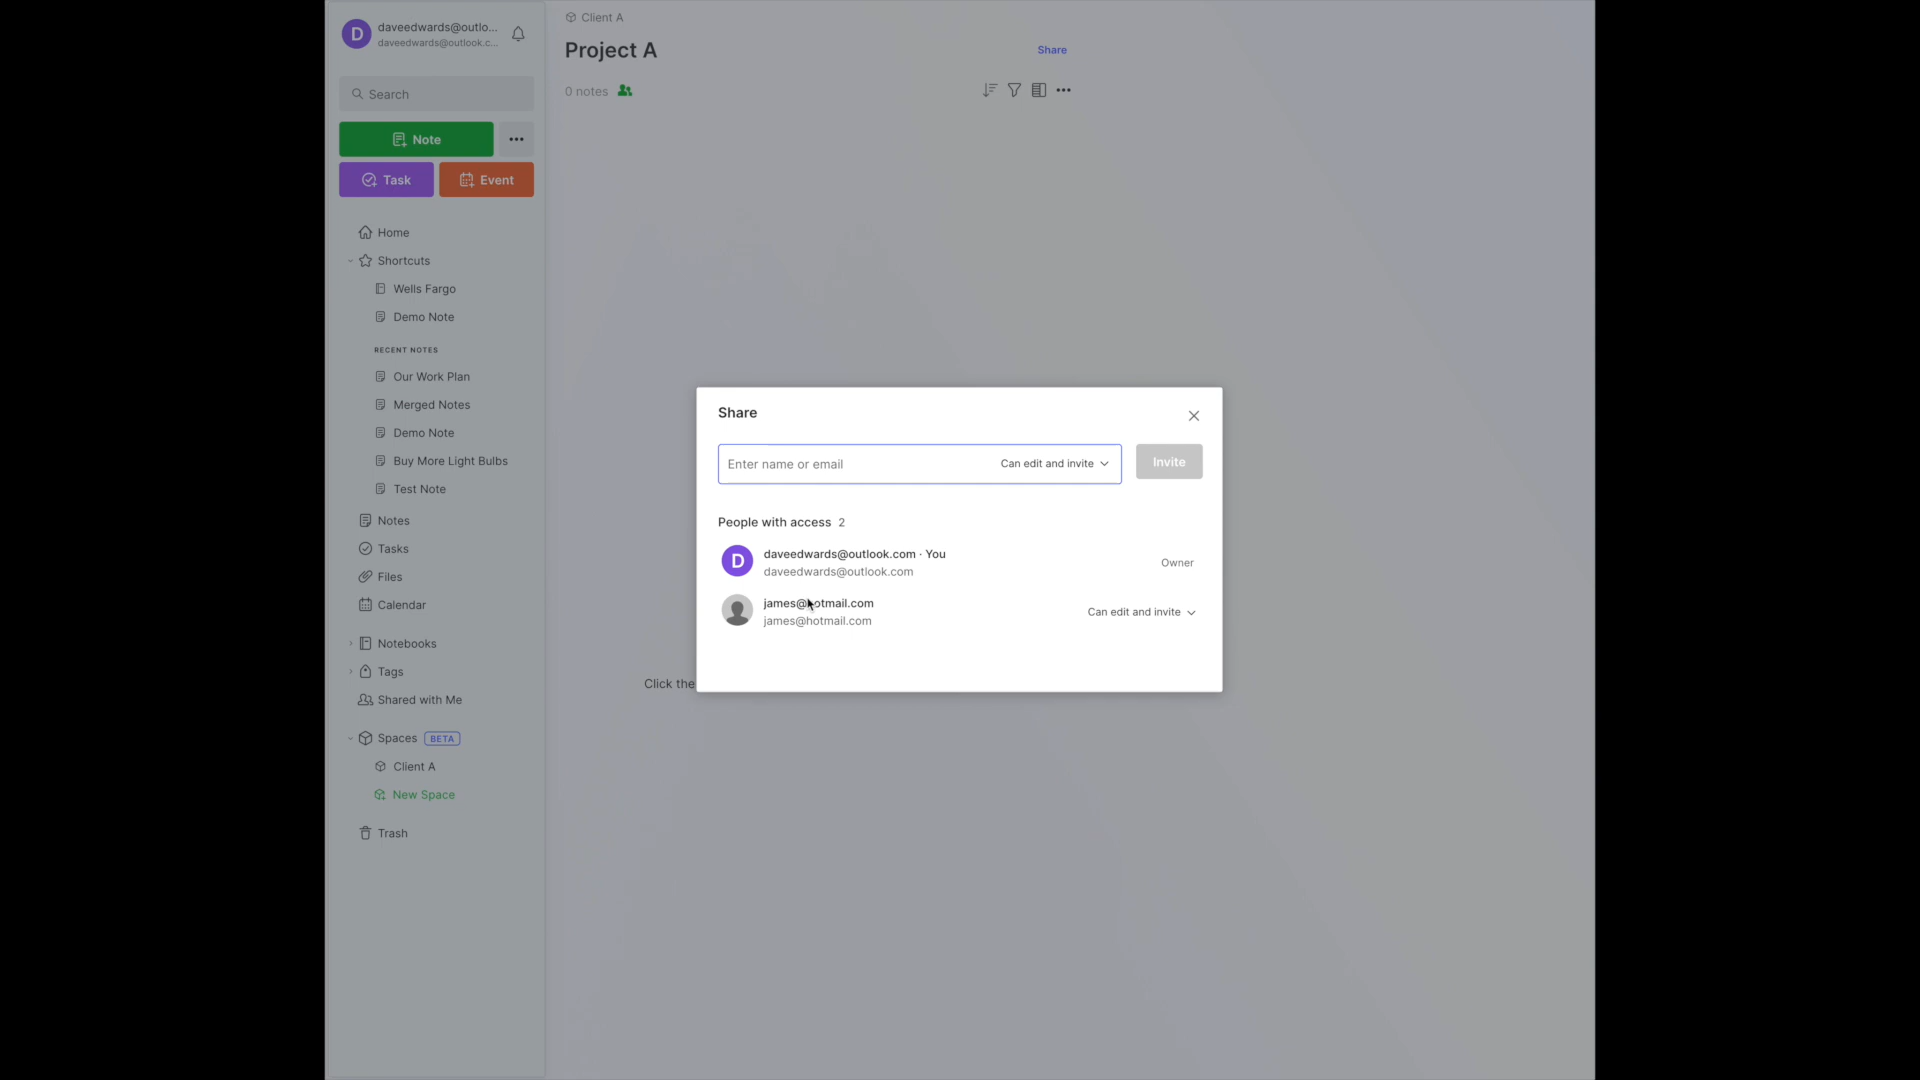 D
daveedwards@outlo...
daveedwards@outlook.c...
Search
Note
Task
Event
Home
Shortcuts
Wells Fargo
Demo Note
RECENT NOTES
Our Work Plan
Merged Notes
Demo Note
Buy More Light Bulbs
Test Note
Notes
Tasks
Files
Calendar
Notebooks
Tags
Shared with Me
Spaces BETA
Client A
New Space
Trash
Client A
Project A
Share
0 notes
Click the
Share
Enter name or email
Can edit and invite
Invite
People with access 2
D
daveedwards@outlook.com · You
daveedwards@outlook.com
Owner
james@hotmail.com
james@hotmail.com
Can edit and invite